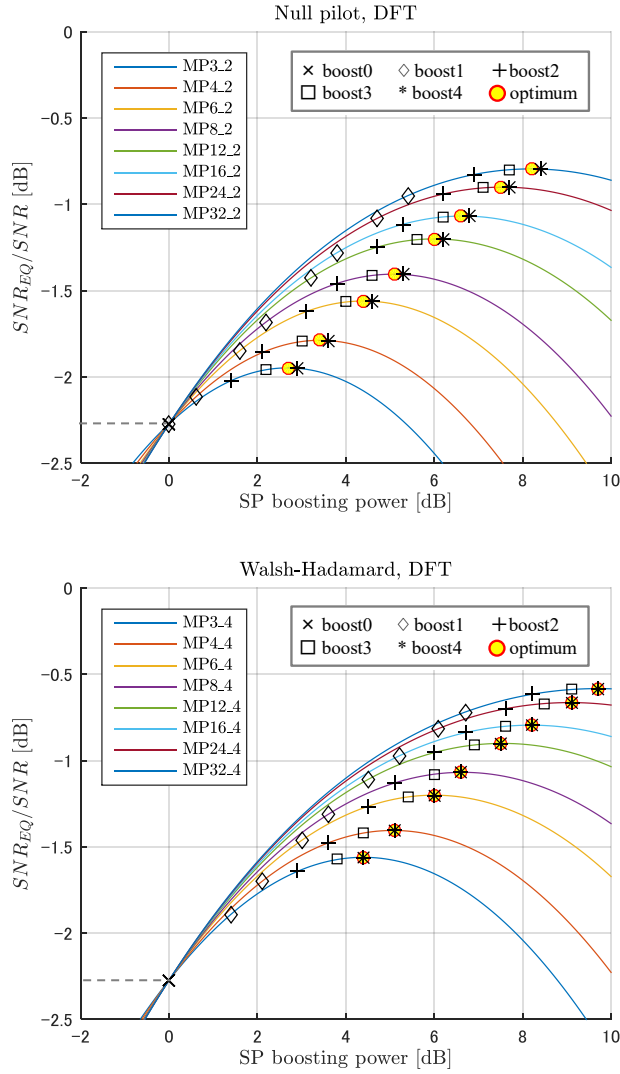 Null pilot, DFT
0
-0.5
-1
-1.5
-2
-2.5
SNR_EQ/SNR [dB]
MP3_2
MP4_2
MP6_2
MP8_2
MP12_2
MP16_2
MP24_2
MP32_2
boost0 boost1 boost2
boost3 boost4 optimum
-2 0 2 4 6 8 10
SP boosting power [dB]
Walsh-Hadamard, DFT
0
-0.5
-1
-1.5
-2
-2.5
SNR_EQ/SNR [dB]
MP3_4
MP4_4
MP6_4
MP8_4
MP12_4
MP16_4
MP24_4
MP32_4
boost0 boost1 boost2
boost3 boost4 optimum
-2 0 2 4 6 8 10
SP boosting power [dB]